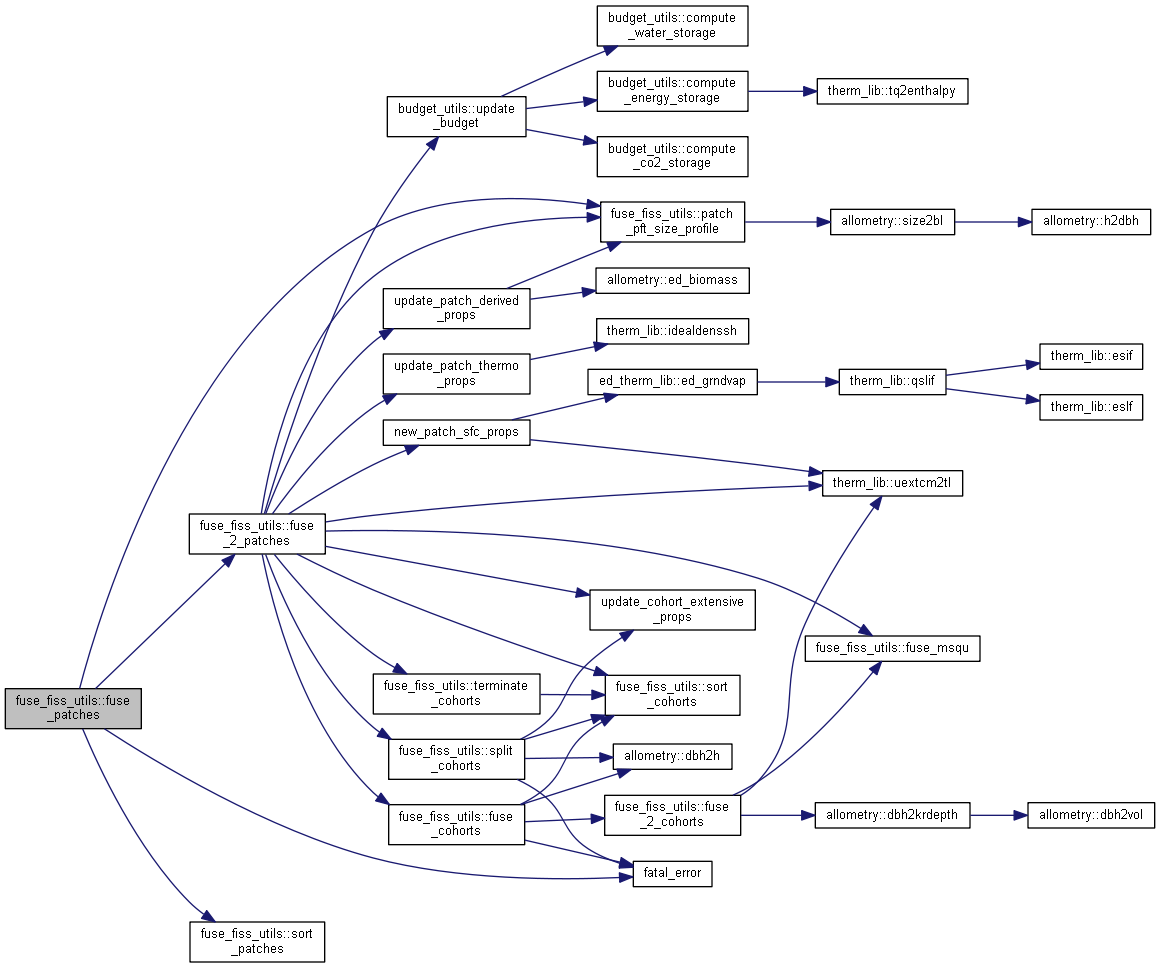 budget_utils::compute
_water_storage
budget_utils::compute
_energy_storage
therm_lib::tq2enthalpy
budget_utils::update
_budget
budget_utils::compute
_co2_storage
fuse_fiss_utils::patch
_pft_size_profile
allometry::size2bl
allometry::h2dbh
allometry::ed_biomass
update_patch_derived
_props
therm_lib::idealdenssh
update_patch_thermo
_props
therm_lib::esif
ed_therm_lib::ed_grndvap
therm_lib::qslif
therm_lib::eslf
new_patch_sfc_props
therm_lib::uextcm2tl
fuse_fiss_utils::fuse
_2_patches
update_cohort_extensive
_props
fuse_fiss_utils::fuse_msqu
fuse_fiss_utils::terminate
_cohorts
fuse_fiss_utils::sort
_cohorts
fuse_fiss_utils::fuse
_patches
fuse_fiss_utils::split
_cohorts
allometry::dbh2h
fuse_fiss_utils::fuse
_cohorts
fuse_fiss_utils::fuse
_2_cohorts
allometry::dbh2krdepth
allometry::dbh2vol
fatal_error
fuse_fiss_utils::sort
_patches